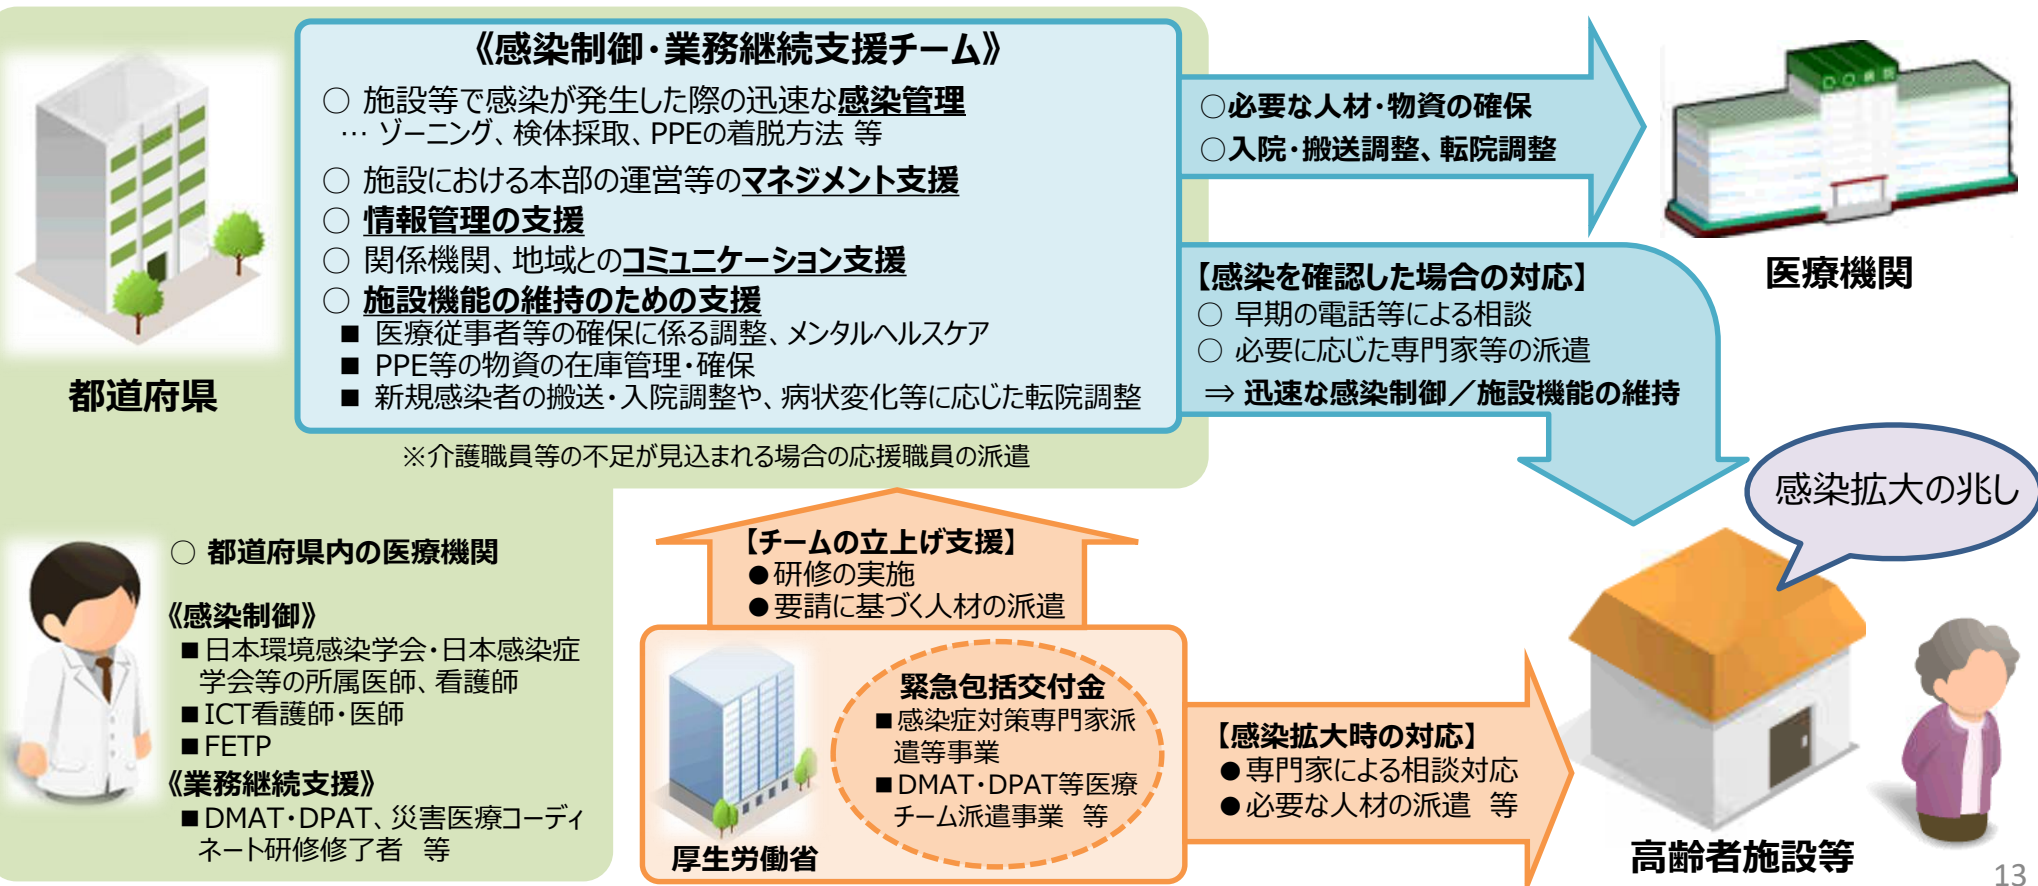 《感染制御・業務継続支援チーム》
○ 施設等で感染が発生した際の迅速な感染管理
… ゾーニング、検体採取、PPEの着脱方法 等
○ 施設における本部の運営等のマネジメント支援
○ 情報管理の支援
○ 関係機関、地域とのコミュニケーション支援
○ 施設機能の維持のための支援
■ 医療従事者等の確保に係る調整、メンタルヘルスケア
■ PPE等の物資の在庫管理・確保
■ 新規感染者の搬送・入院調整や、病状変化等に応じた転院調整
都道府県
※介護職員等の不足が見込まれる場合の応援職員の派遣
○必要な人材・物資の確保
○入院・搬送調整、転院調整
○○病院
医療機関
【感染を確認した場合の対応】
○ 早期の電話等による相談
○ 必要に応じた専門家等の派遣
⇒ 迅速な感染制御／施設機能の維持
感染拡大の兆し
○ 都道府県内の医療機関
《感染制御》
■日本環境感染学会・日本感染症
学会等の所属医師、看護師
■ICT看護師・医師
■FETP
《業務継続支援》
■DMAT・DPAT、災害医療コーディ
ネート研修修了者 等
【チームの立上げ支援】
●研修の実施
●要請に基づく人材の派遣
緊急包括交付金
■感染症対策専門家派
遣等事業
■DMAT・DPAT等医療
チーム派遣事業 等
厚生労働省
【感染拡大時の対応】
●専門家による相談対応
●必要な人材の派遣 等
高齢者施設等
13